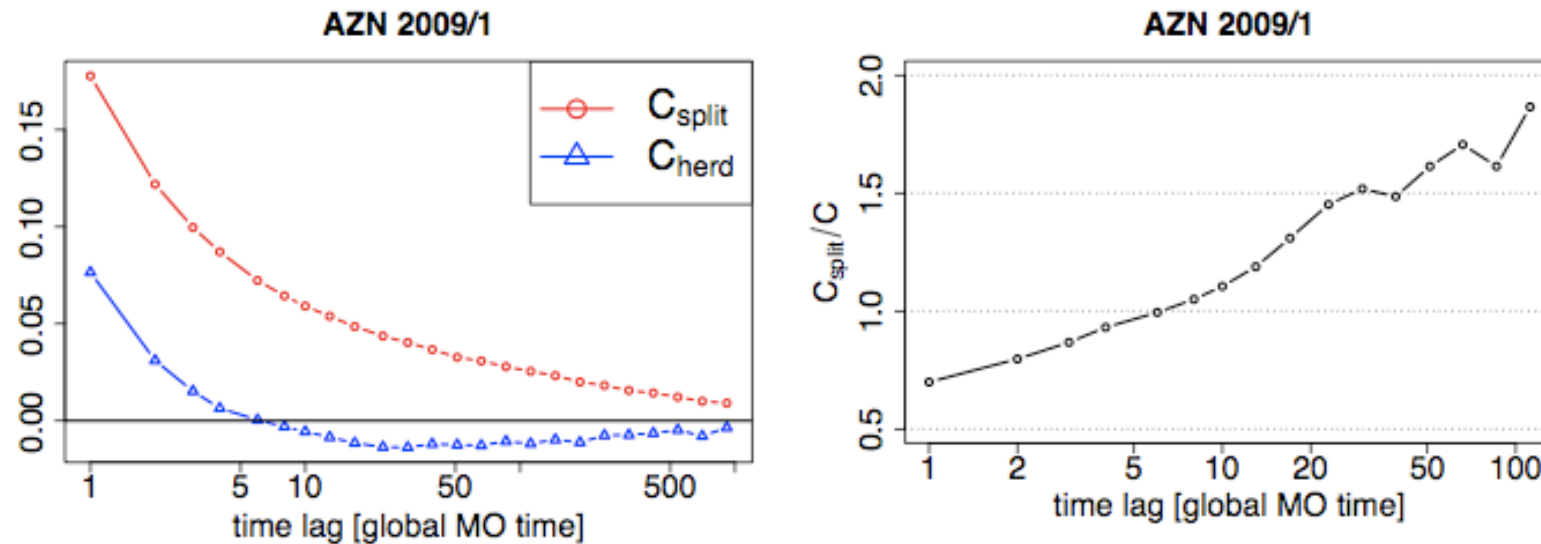 AZN 2009/1
0.15
0.10
0.05
0.00
C_split
C_herd
1 5 10 50 500
time lag [global MO time]
AZN 2009/1
2.0
1.5
1.0
0.5
C_split/C
1 2 5 10 20 50 100
time lag [global MO time]